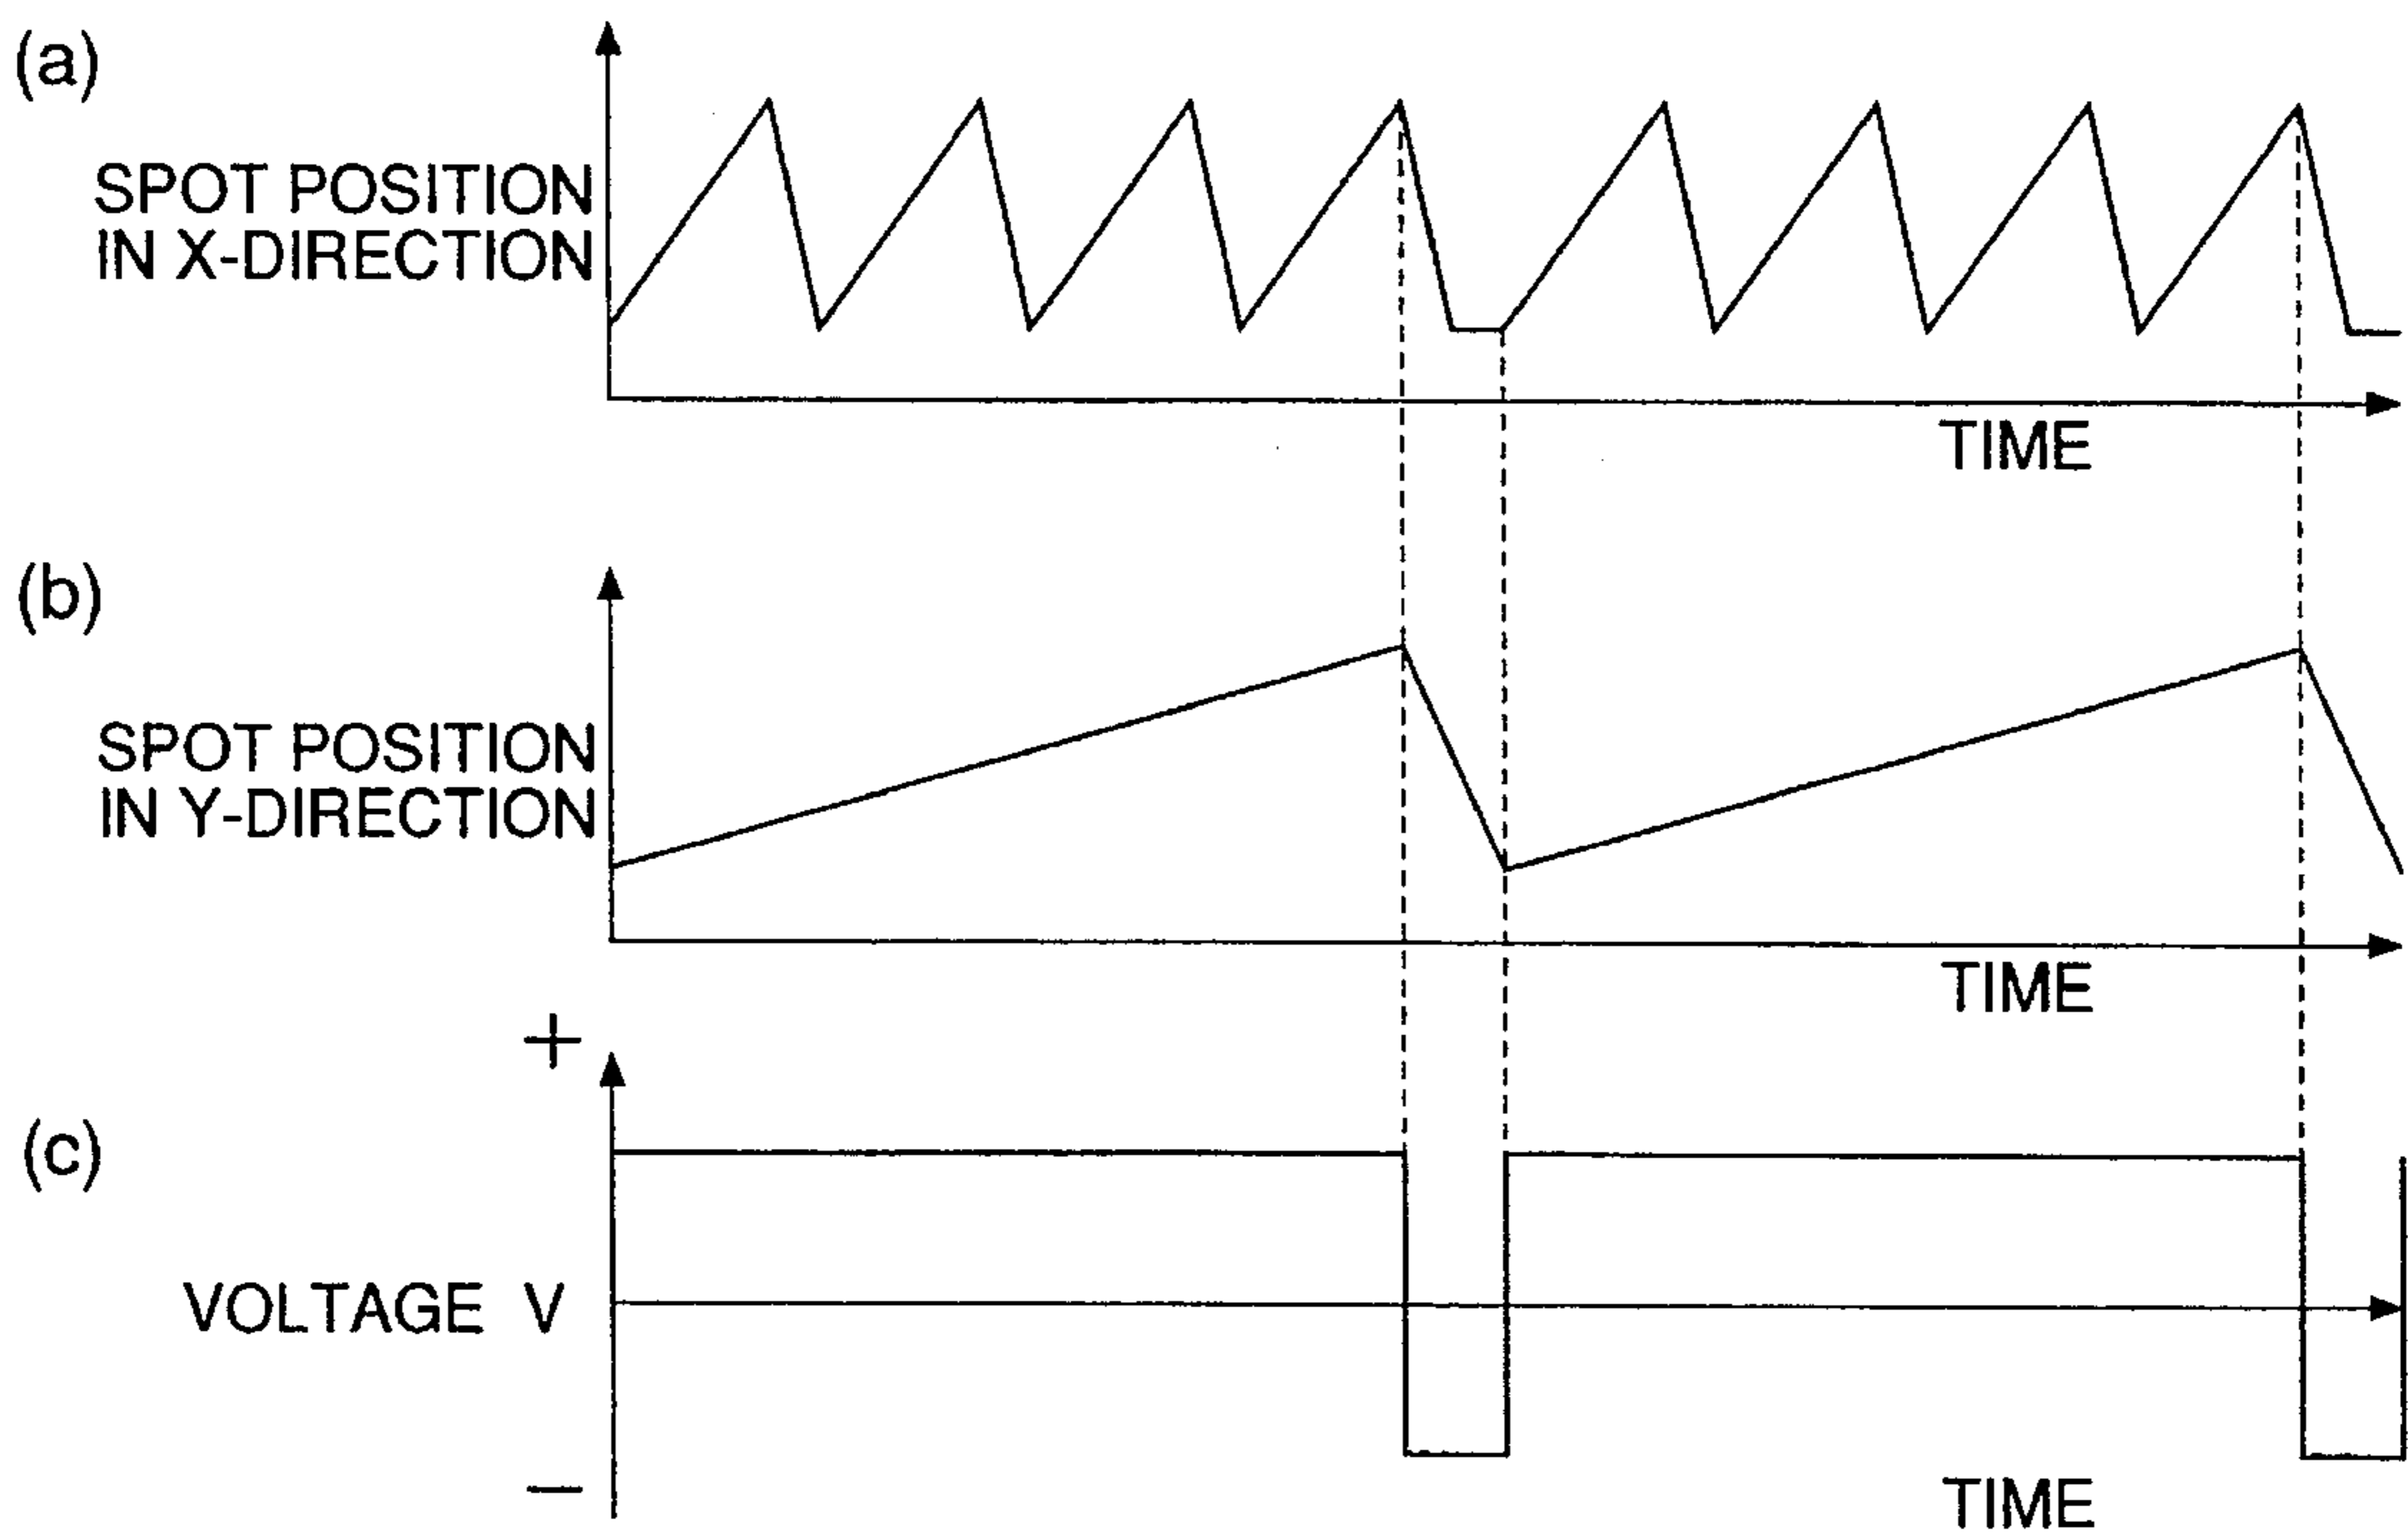 (a)
SPOT POSITION
IN X-DIRECTION
TIME
(b)
SPOT POSITION
IN Y-DIRECTION
TIME
+
(c)
VOLTAGE V
−
TIME